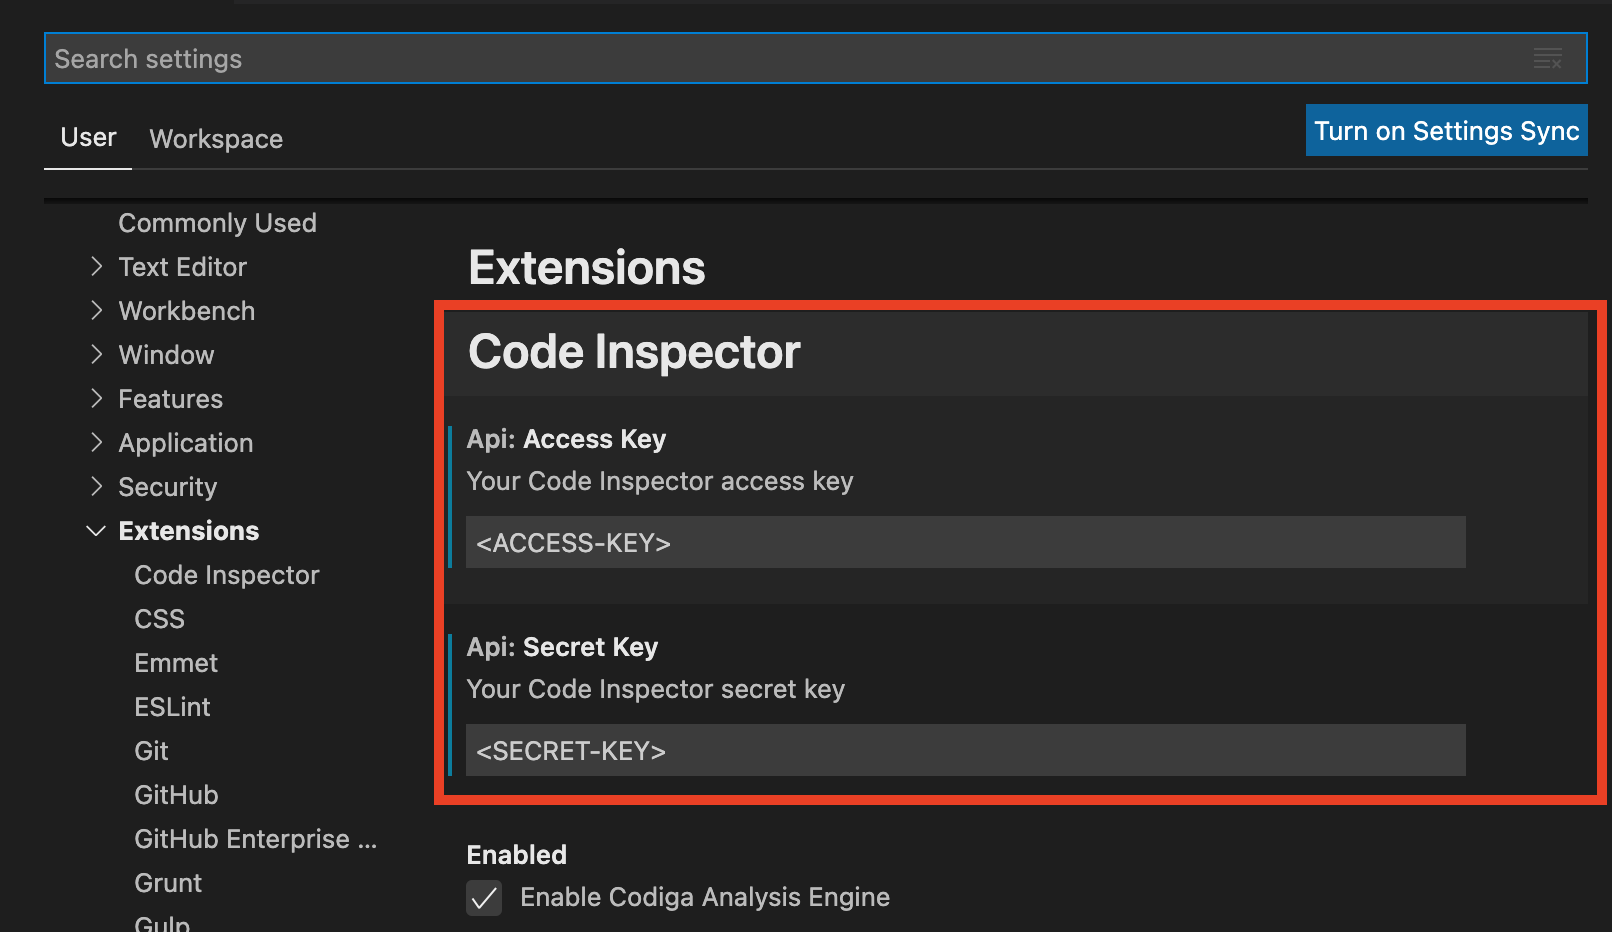 Search settings
User
Workspace
Turn on Settings Sync
Commonly Used
Text Editor
Workbench
Window
Features
Application
Security
Extensions
Code Inspector
CSS
Emmet
ESLint
Git
GitHub
GitHub Enterprise ...
Grunt
Gulp
Extensions
Code Inspector
Api: Access Key
Your Code Inspector access key
<ACCESS-KEY>
Api: Secret Key
Your Code Inspector secret key
<SECRET-KEY>
Enabled
Enable Codiga Analysis Engine